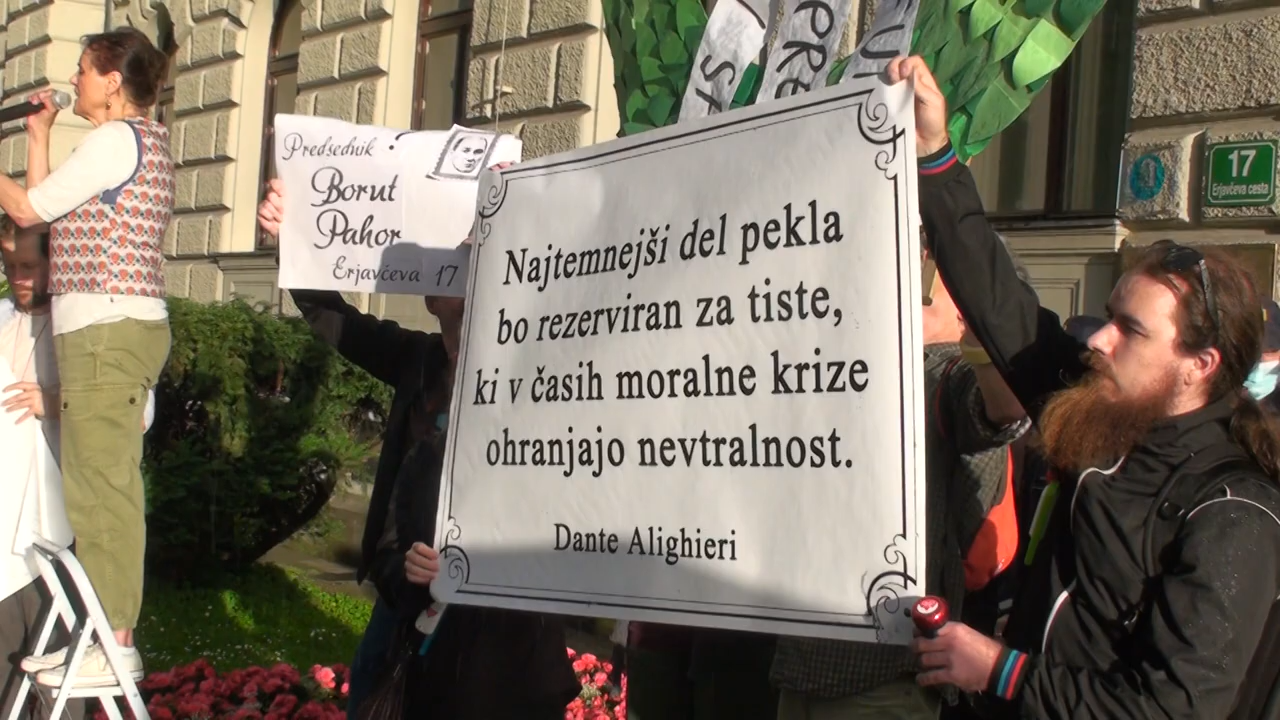 Predsednik
Borut
Pahor
Erjavčeva 17
PRE
17
Erjavčeva cesta
Najtemnejši del pekla
bo rezerviran za tiste,
ki v časih moralne krize
ohranjajo nevtralnost.
Dante Alighieri